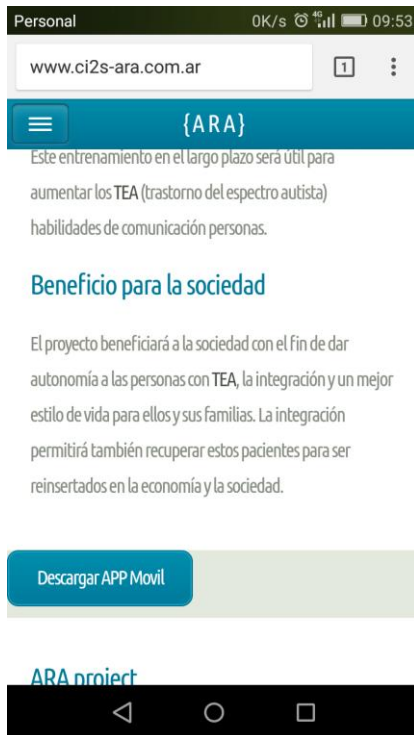 Personal 0K/s 4G 09:53
www.ci2s-ara.com.ar 1
{ARA}
Este entrenamiento en el largo plazo será útil para
aumentar los TEA (trastorno del espectro autista)
habilidades de comunicación personas.
Beneficio para la sociedad
El proyecto beneficiará a la sociedad con el fin de dar
autonomía a las personas con TEA, la integración y un mejor
estilo de vida para ellos y sus familias. La integración
permitirá también recuperar estos pacientes para ser
reinsertados en la economía y la sociedad.
Descargar APP Movil
ARA project